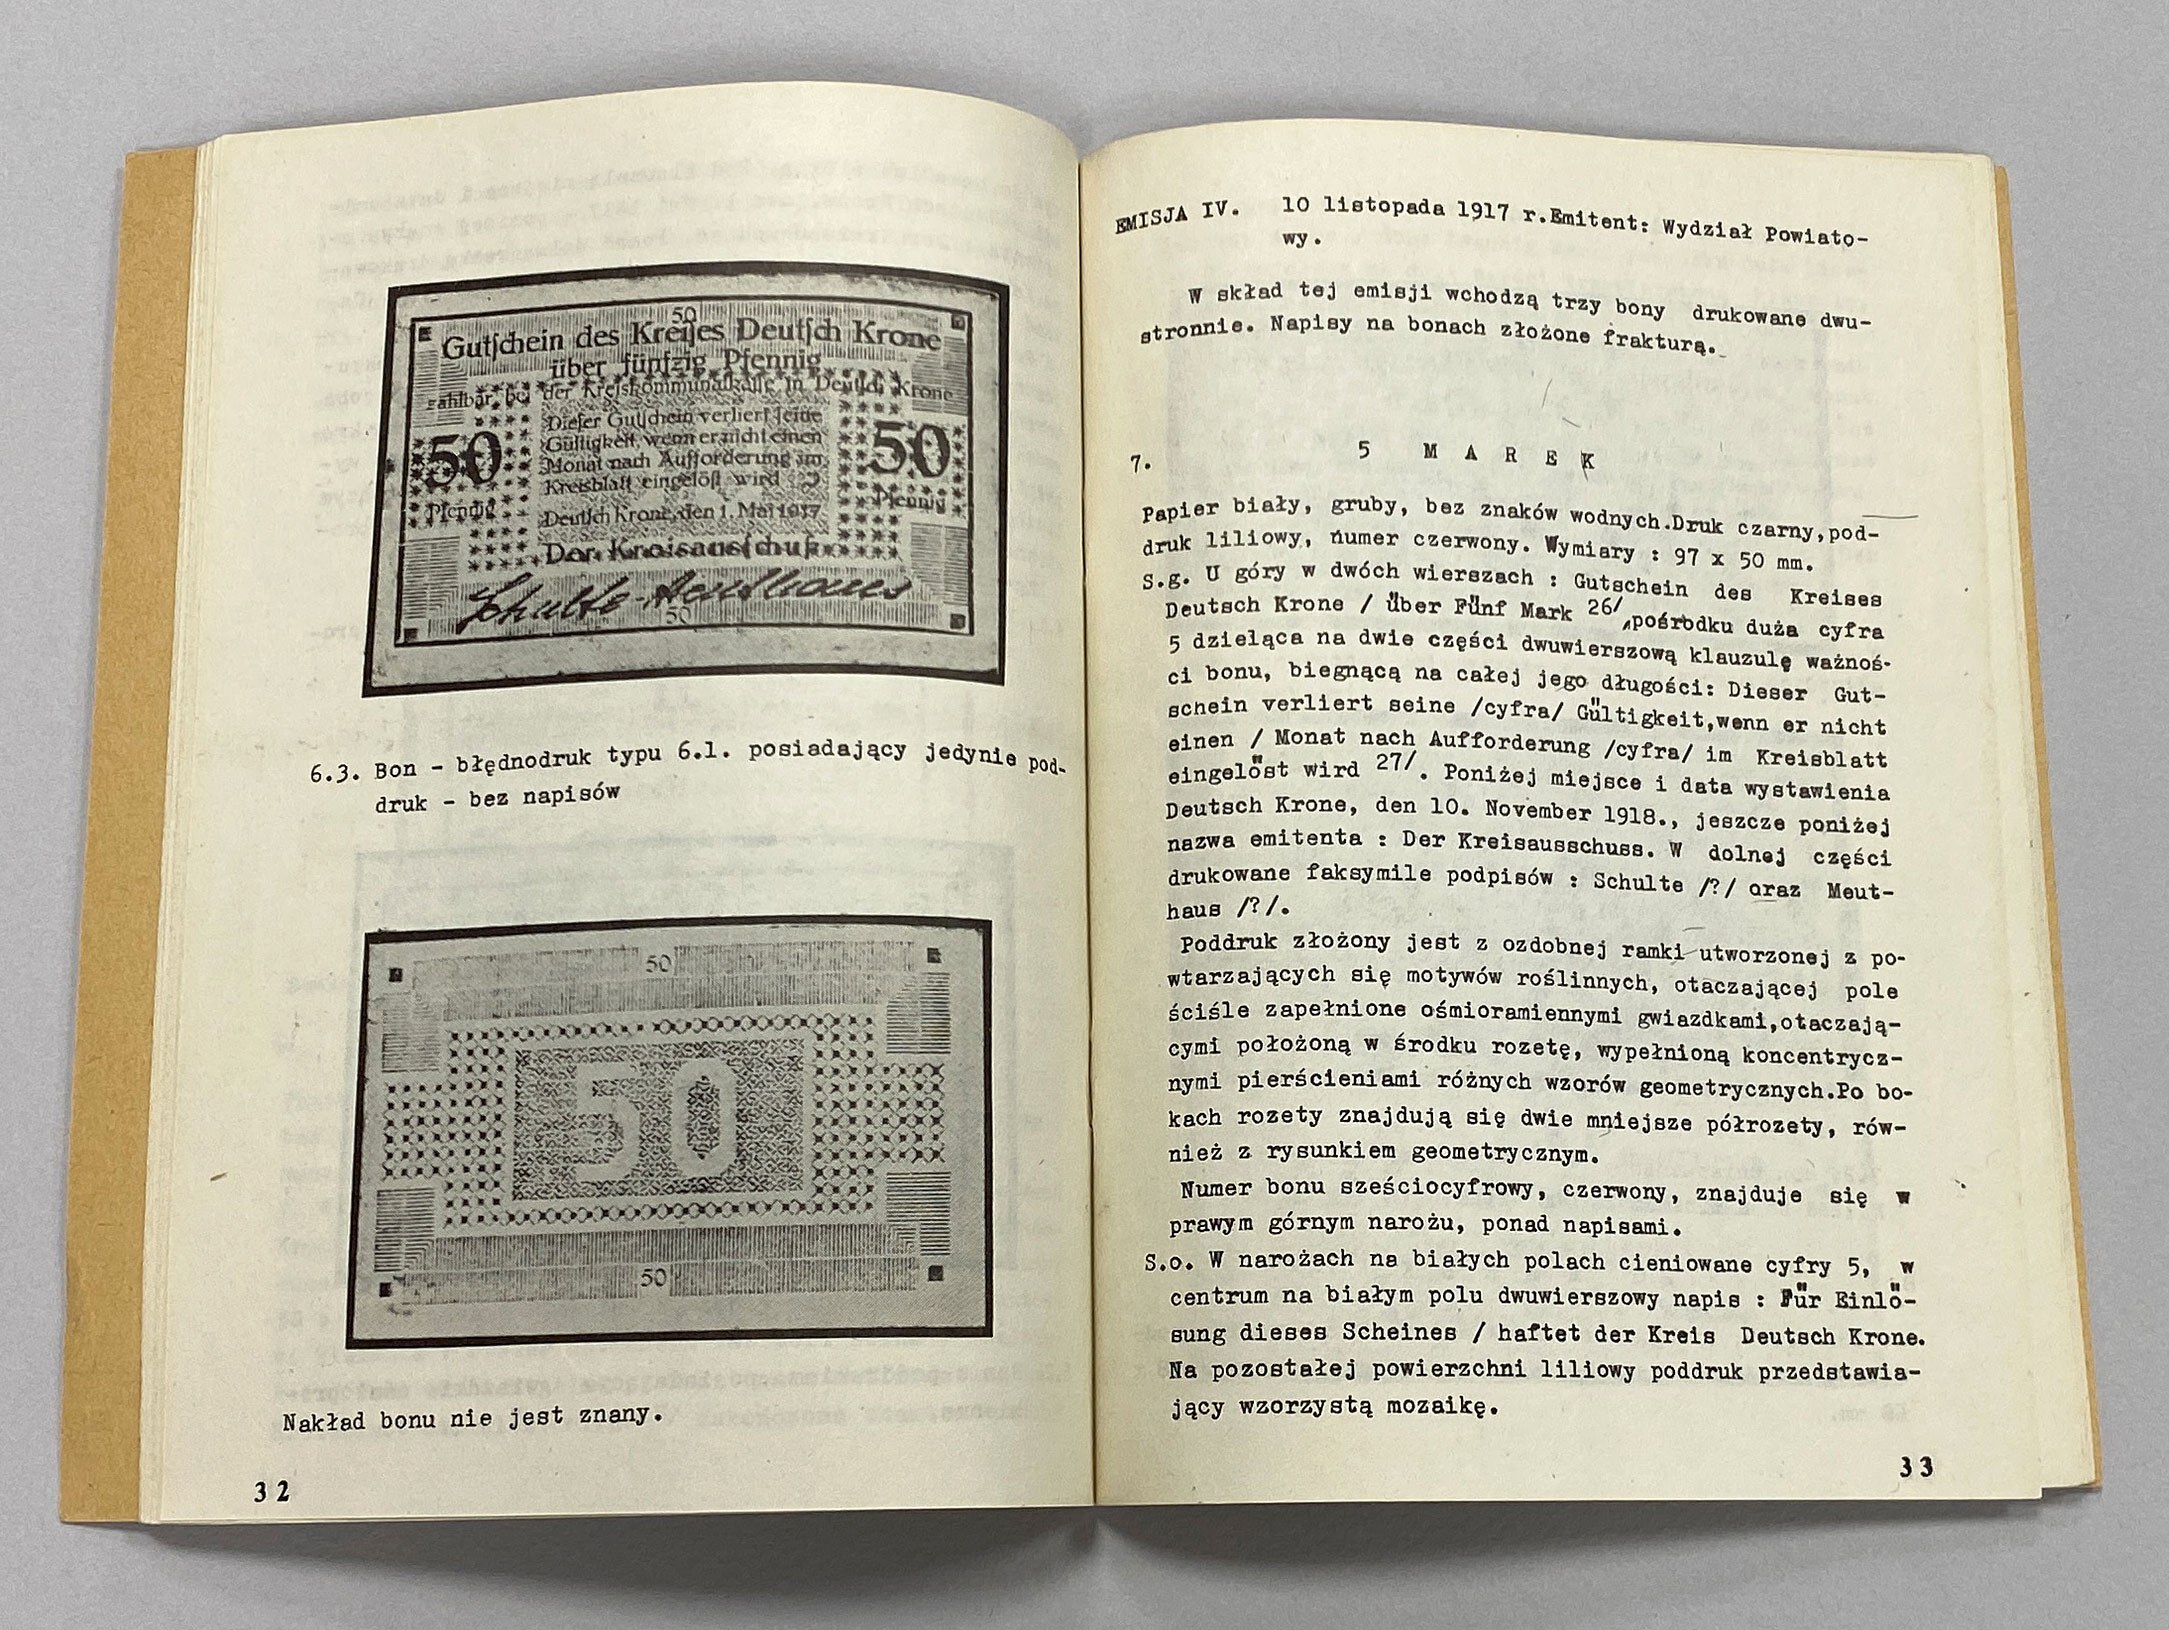 50
Gutſchein des Kreiſes Deutſch Krone
über fünfzig Pfennig
zahlbar bei der Kreiskommunalkaſſe in Deutſch Krone
Dieſer Gutſchein verliert ſeine
Gültigkeit, wenn er nicht einen
Monat nach Aufforderung im
Kreisblatt eingelöſt wird
50
Pfennig
50
Pfennig
Deutſch Krone, den 1. Mai 1917
Der Kreisausſchuß
Schulte-
50
6.3. Bon - błędnodruk typu 6.1. posiadający jedynie pod-
druk - bez napisów
50
50
50
Nakład bonu nie jest znany.
32
EMISJA IV. 10 listopada 1917 r.Emitent: Wydział Powiato-
wy.
W skład tej emisji wchodzą trzy bony drukowane dwu-
stronnie. Napisy na bonach złożone frakturą.
7. 5 M A R E K
Papier biały, gruby, bez znaków wodnych.Druk czarny,pod-
druk liliowy, numer czerwony. Wymiary : 97 x 50 mm.
S.g. U góry w dwóch wierszach : Gutschein des Kreises
Deutsch Krone / über Fünf Mark 26/,pośrodku duża cyfra
5 dzieląca na dwie części dwuwierszową klauzulę ważnoś-
ci bonu, biegnącą na całej jego długości: Dieser Gut-
schein verliert seine /cyfra/ Gültigkeit,wenn er nicht
einen / Monat nach Aufforderung /cyfra/ im Kreisblatt
eingelöst wird 27/. Poniżej miejsce i data wystawienia
Deutsch Krone, den 10. November 1918., jeszcze poniżej
nazwa emitenta : Der Kreisausschuss. W dolnej części
drukowane faksymile podpisów : Schulte /?/ oraz Meut-
haus /?/.
Poddruk złożony jest z ozdobnej ramki utworzonej z po-
wtarzających się motywów roślinnych, otaczającej pole
ściśle zapełnione ośmioramiennymi gwiazdkami,otaczają-
cymi położoną w środku rozetę, wypełnioną koncentrycz-
nymi pierścieniami różnych wzorów geometrycznych.Po bo-
kach rozety znajdują się dwie mniejsze półrozety, rów-
nież z rysunkiem geometrycznym.
Numer bonu sześciocyfrowy, czerwony, znajduje się w
prawym górnym narożu, ponad napisami.
S.o. W narożach na białych polach cieniowane cyfry 5, w
centrum na białym polu dwuwierszowy napis : Für Einlö-
sung dieses Scheines / haftet der Kreis Deutsch Krone.
Na pozostałej powierzchni liliowy poddruk przedstawia-
jący wzorzystą mozaikę.
33